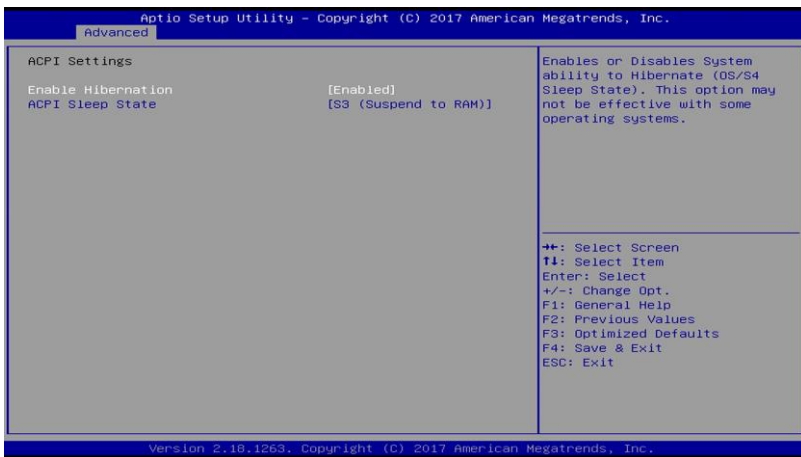 Aptio Setup Utility – Copyright (C) 2017 American Megatrends, Inc.
Advanced
ACPI Settings
Enable Hibernation [Enabled]
ACPI Sleep State [S3 (Suspend to RAM)]
Enables or Disables System
ability to Hibernate (OS/S4
Sleep State). This option may
not be effective with some
operating systems.
→←: Select Screen
↑↓: Select Item
Enter: Select
+/-: Change Opt.
F1: General Help
F2: Previous Values
F3: Optimized Defaults
F4: Save & Exit
ESC: Exit
Version 2.18.1263. Copyright (C) 2017 American Megatrends, Inc.